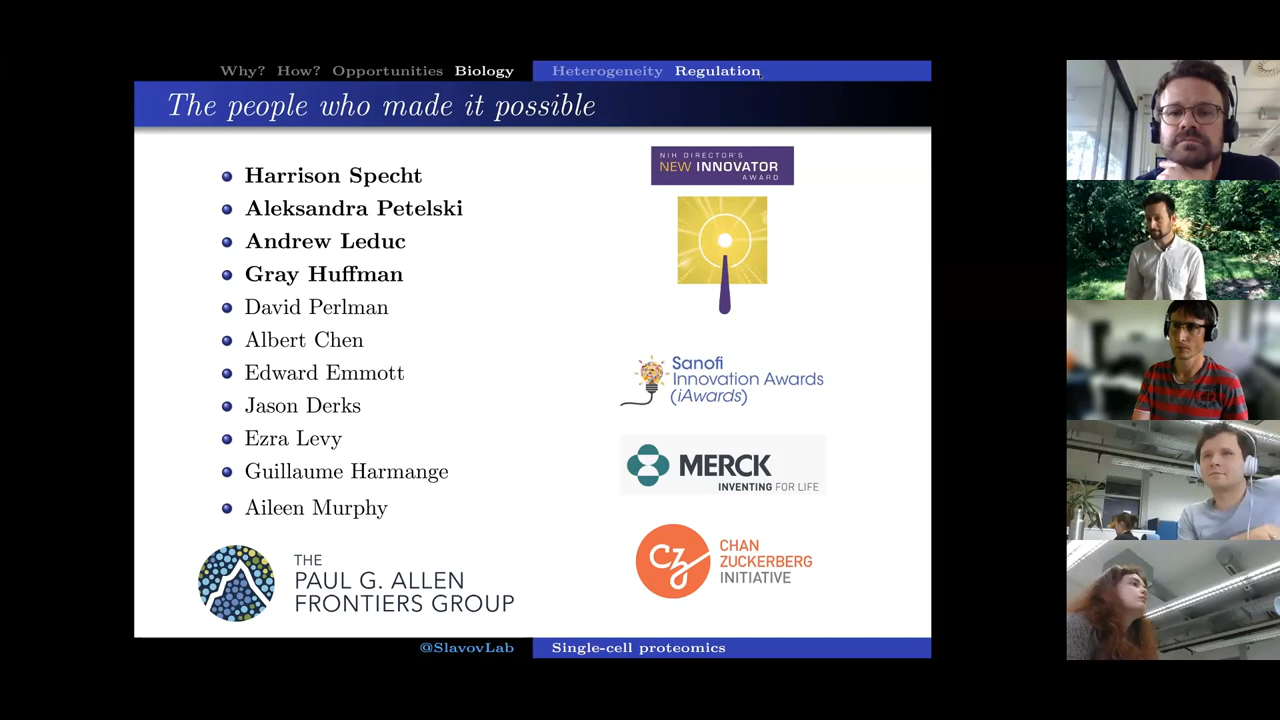 Why? How? Opportunities Biology Heterogeneity Regulation
The people who made it possible
Harrison Specht
Aleksandra Petelski
Andrew Leduc
Gray Huffman
David Perlman
Albert Chen
Edward Emmott
Jason Derks
Ezra Levy
Guillaume Harmange
Aileen Murphy
THE
PAUL G. ALLEN
FRONTIERS GROUP
NIH DIRECTOR'S
NEW INNOVATOR
AWARD
Sanofi
Innovation Awards
(iAwards)
MERCK
INVENTING FOR LIFE
CZ
CHAN
ZUCKERBERG
INITIATIVE
@SlavovLab Single-cell proteomics